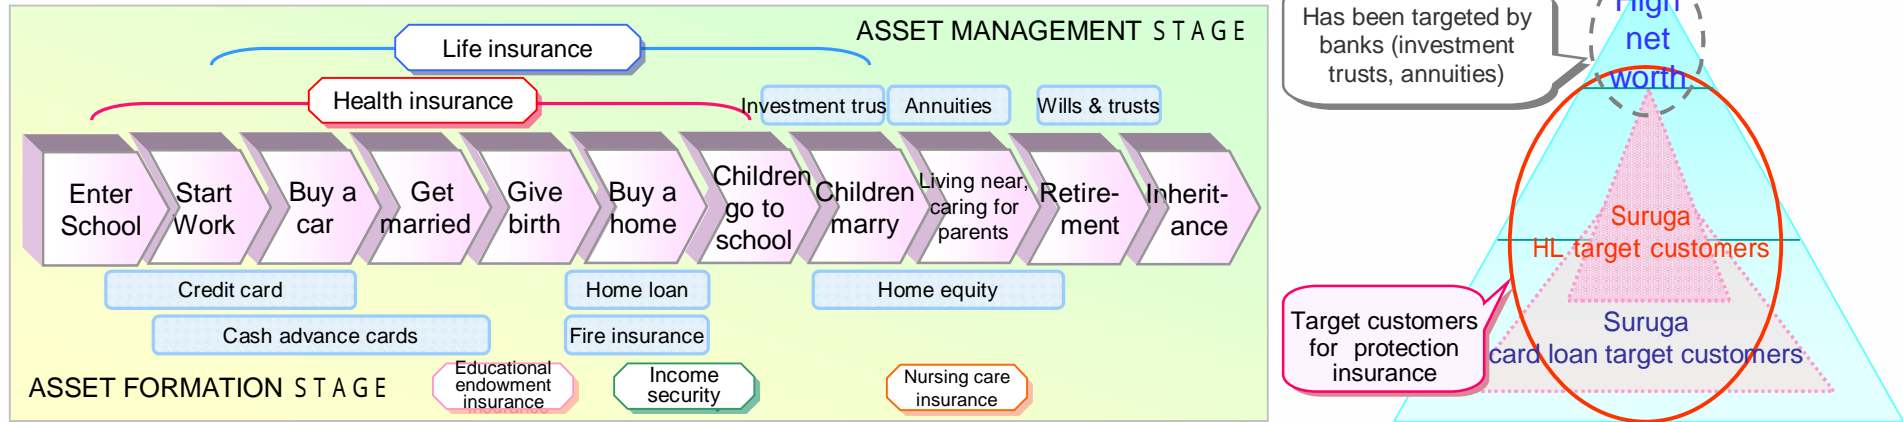 ASSET MANAGEMENT STAGE
Life insurance
Health insurance
Investment trus
Annuities
Wills & trusts
Enter
School
Start
Work
Buy a
car
Get
married
Give
birth
Buy a
home
Children
go to
school
Children
marry
Living near,
caring for
parents
Retire-
ment
Inherit-
ance
Credit card
Home loan
Home equity
Cash advance cards
Fire insurance
ASSET FORMATION STAGE
Educational
endowment
insurance
Income
security
Nursing care
insurance
Has been targeted by
banks (investment
trusts, annuities)
High
net
worth
Suruga
HL target customers
Target customers
for protection
insurance
Suruga
card loan target customers